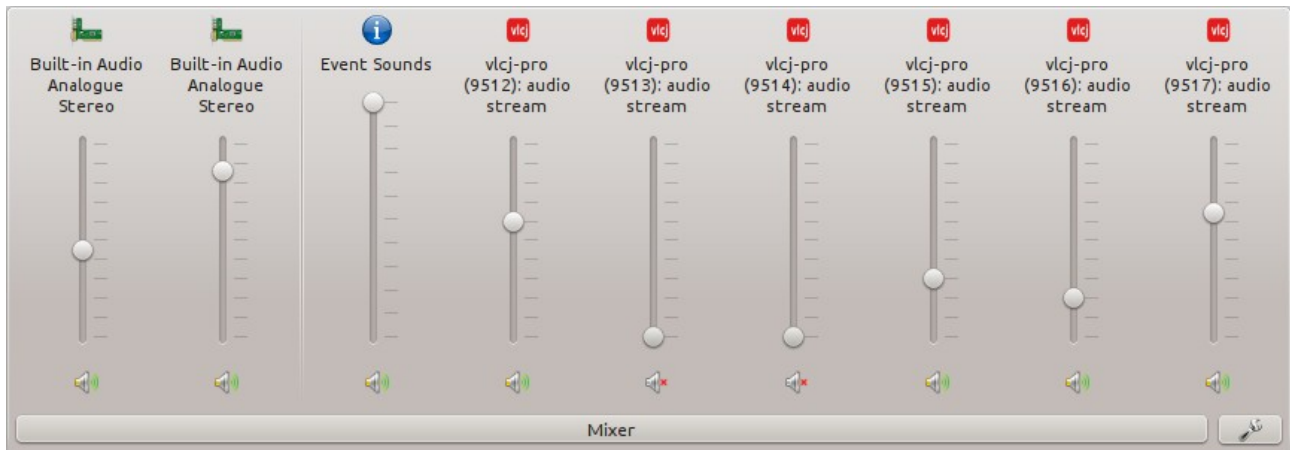 Built-in Audio
Analogue
Stereo
Built-in Audio
Analogue
Stereo
Event Sounds
vlcj
vlcj-pro
(9512): audio
stream
vlcj
vlcj-pro
(9513): audio
stream
vlcj
vlcj-pro
(9514): audio
stream
vlcj
vlcj-pro
(9515): audio
stream
vlcj
vlcj-pro
(9516): audio
stream
vlcj
vlcj-pro
(9517): audio
stream
Mixer